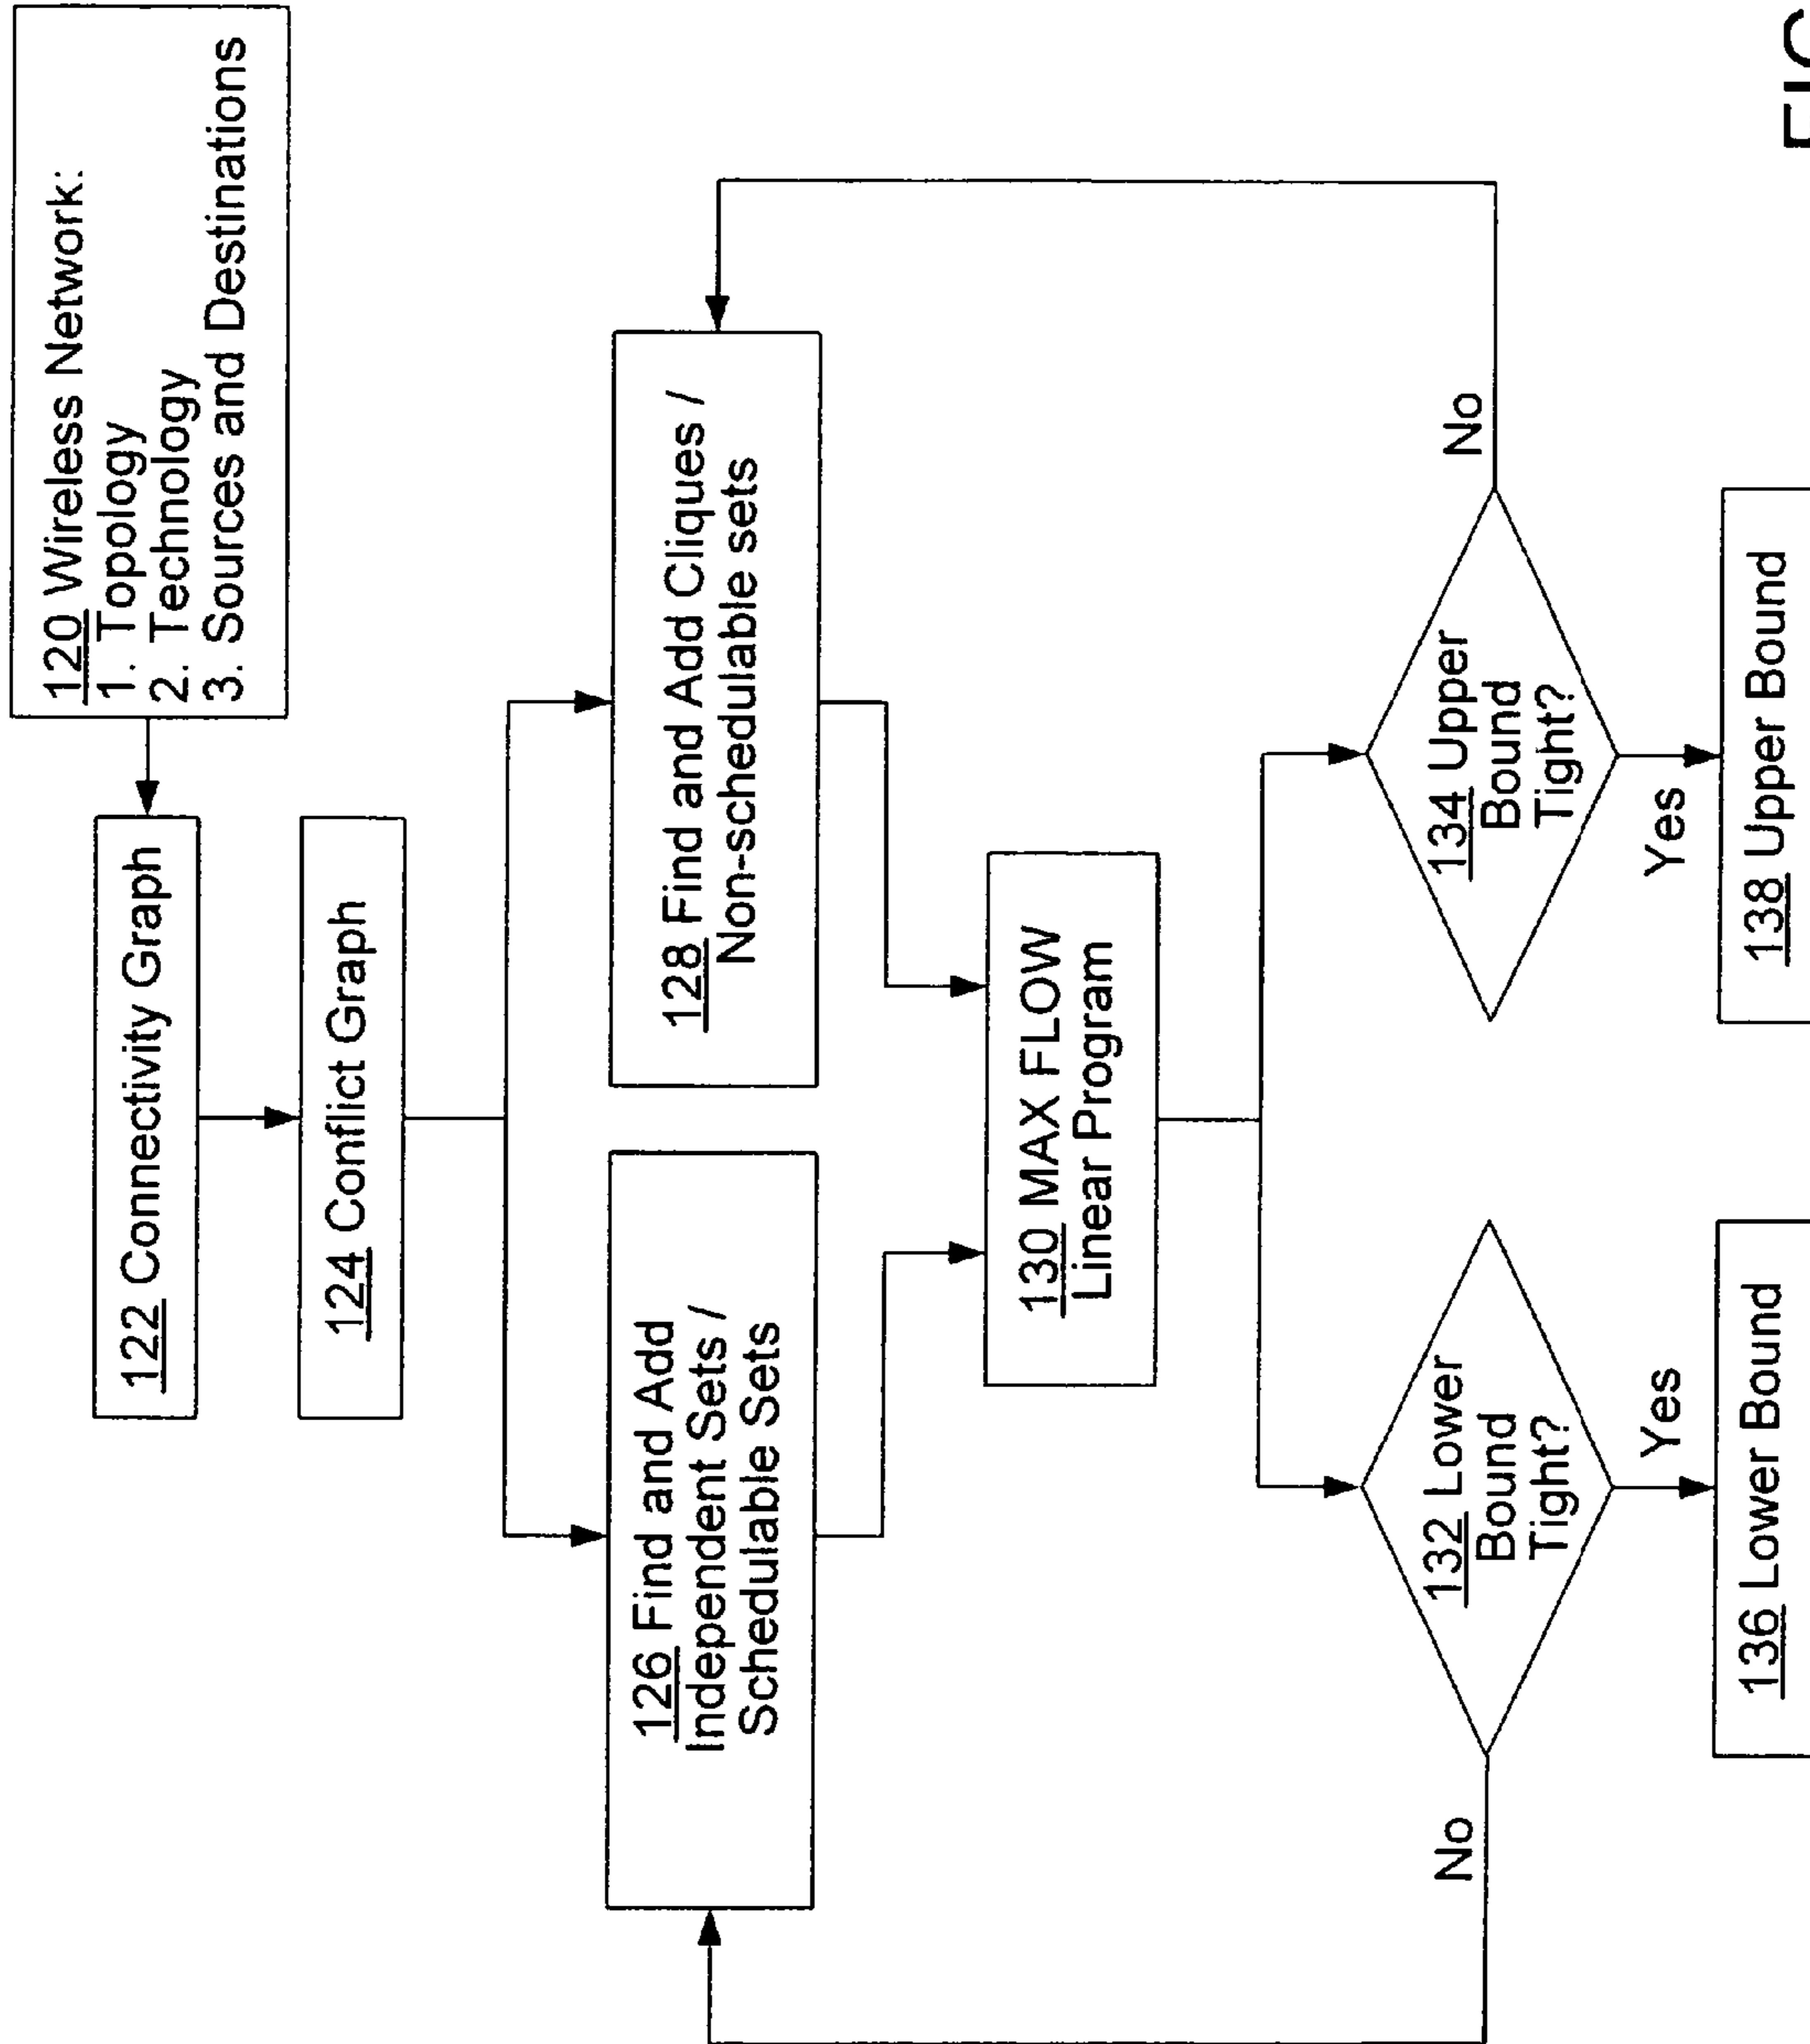 120 Wireless Network:
1. Topology
2. Technology
3. Sources and Destinations
122 Connectivity Graph
124 Conflict Graph
126 Find and Add
Independent Sets /
Schedulable Sets
128 Find and Add Cliques /
Non-schedulable sets
130 MAX FLOW
Linear Program
132 Lower
Bound
Tight?
No
Yes
134 Upper
Bound
Tight?
No
Yes
136 Lower Bound
138 Upper Bound